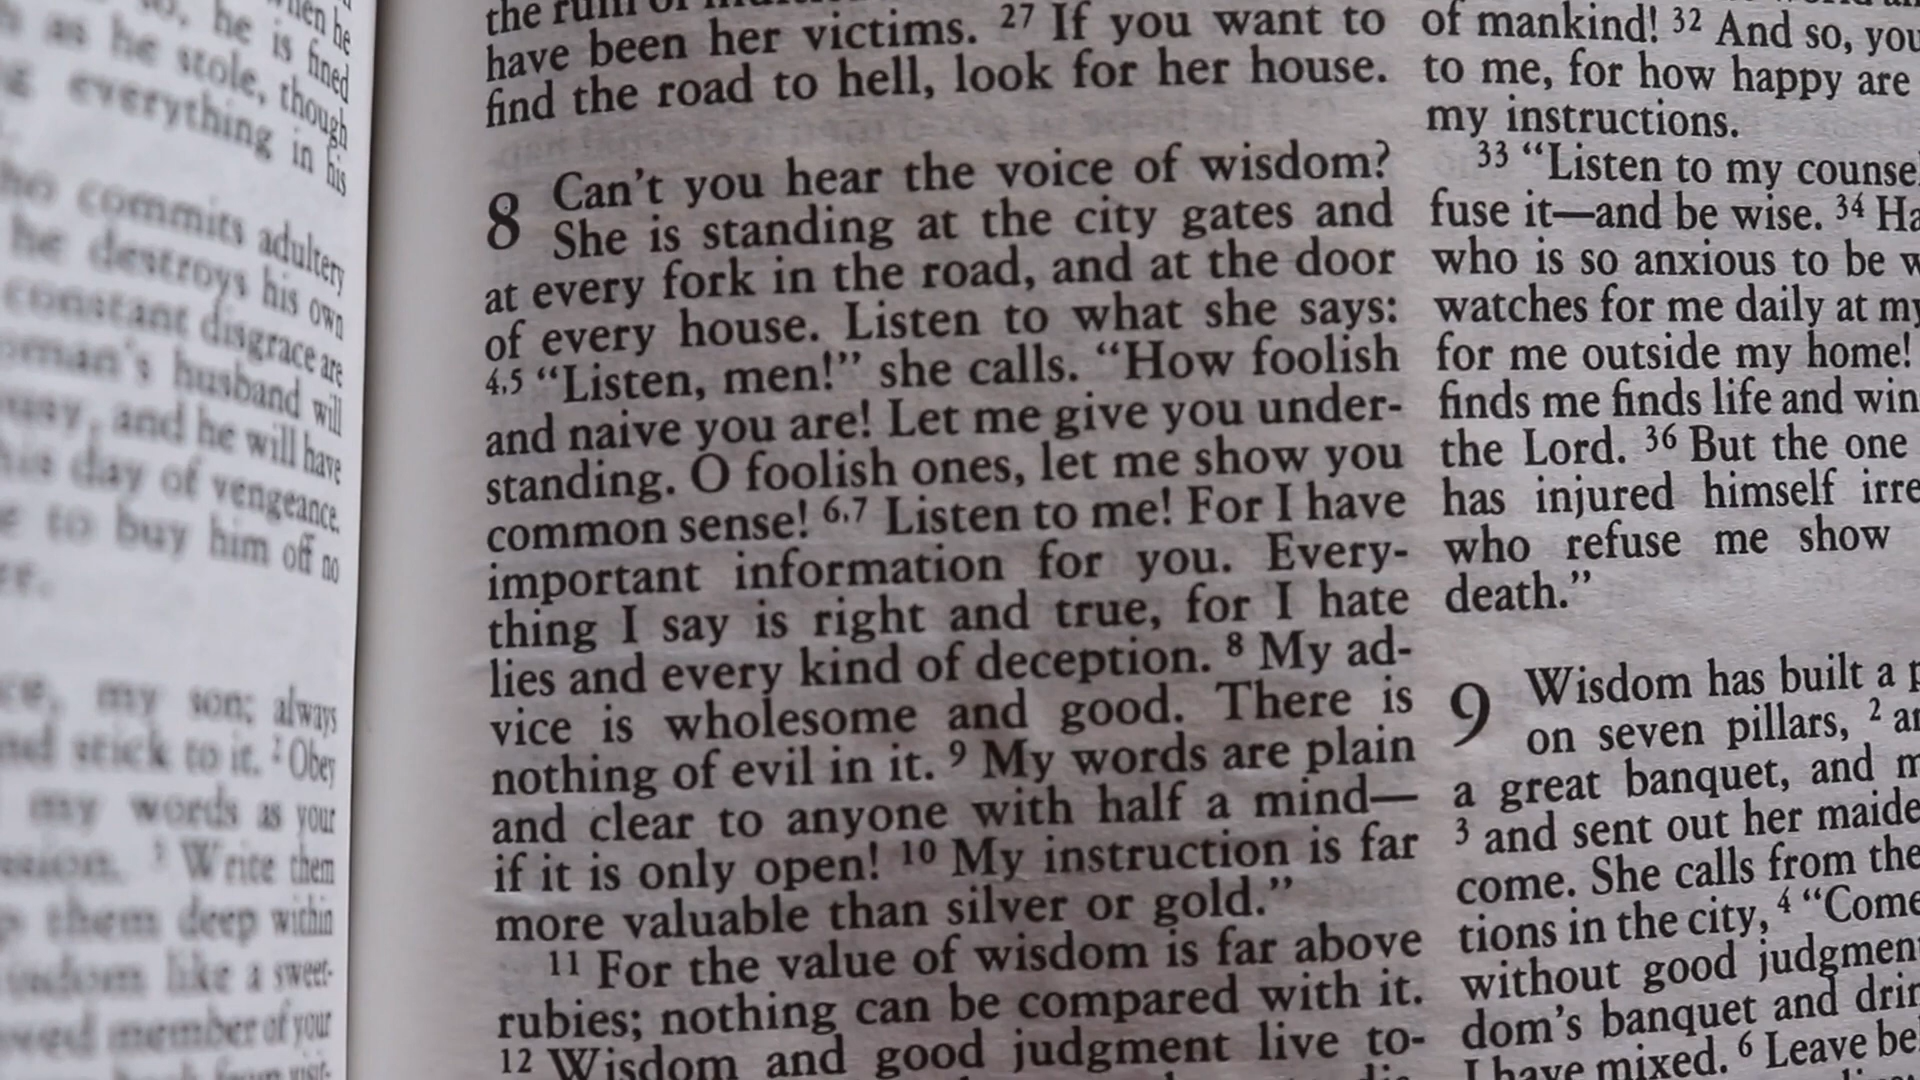 when he
as he stole, he is fined
everything in his though
who commits adultery
he destroys his own
constant disgrace are
woman's husband will
and he will have
his day of vengeance.
to buy him off no
my son; always
and stick to it. 2 Obey
my words as your
3 Write them
them deep within
wisdom like a sweet-
member of your
the ruin of
have been her victims. 27 If you want to
find the road to hell, look for her house.
8 Can't you hear the voice of wisdom?
She is standing at the city gates and
at every fork in the road, and at the door
of every house. Listen to what she says:
4,5 “Listen, men!” she calls. “How foolish
and naive you are! Let me give you under-
standing. O foolish ones, let me show you
common sense! 6,7 Listen to me! For I have
important information for you. Every-
thing I say is right and true, for I hate
lies and every kind of deception. 8 My ad-
vice is wholesome and good. There is
nothing of evil in it. 9 My words are plain
and clear to anyone with half a mind—
if it is only open! 10 My instruction is far
more valuable than silver or gold.”
11 For the value of wisdom is far above
rubies; nothing can be compared with it.
12 Wisdom and good judgment live to-
of mankind! 32 And so, you
to me, for how happy are
my instructions.
33 “Listen to my counse
fuse it—and be wise. 34 Ha
who is so anxious to be w
watches for me daily at my
for me outside my home!
finds me finds life and win
the Lord. 36 But the one
has injured himself irre
who refuse me show
death.”
9 Wisdom has built a p
on seven pillars, 2 an
a great banquet, and m
3 and sent out her maide
come. She calls from the
tions in the city, 4 “Come
without good judgmen
dom's banquet and drin
I have mixed. 6 Leave be